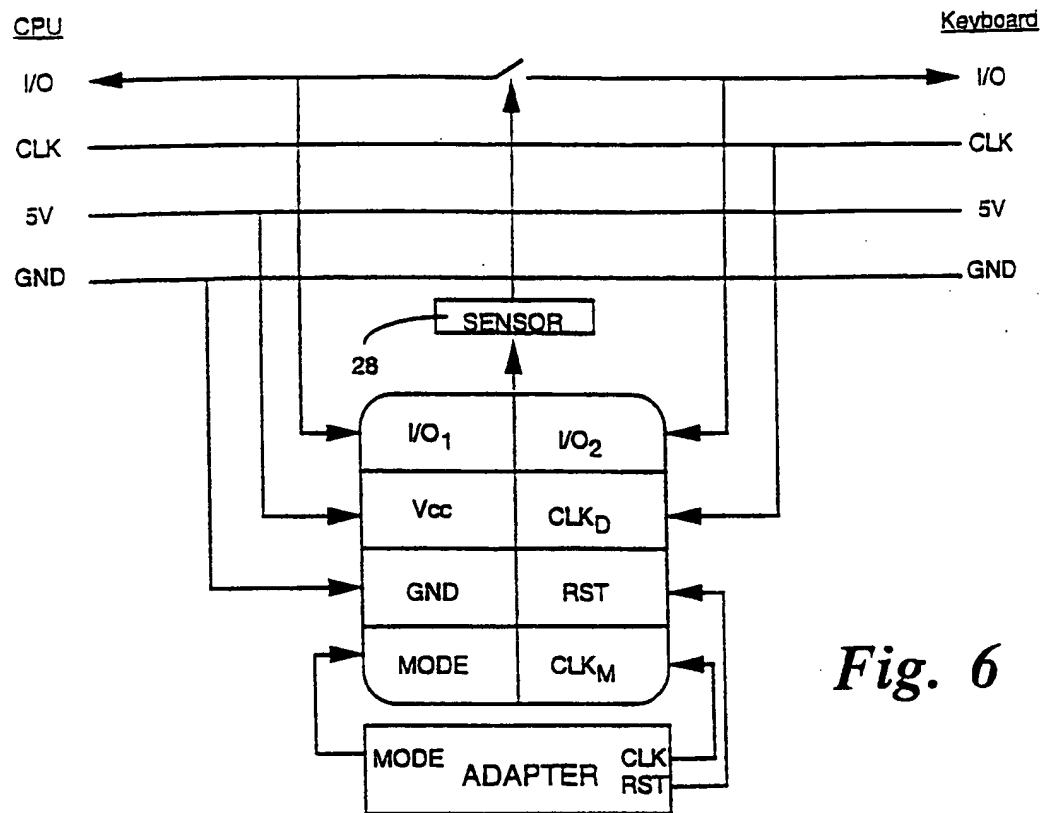 CPU Keyboard
I/O I/O
CLK CLK
5V 5V
GND GND
SENSOR
28
I/O1 I/O2
Vcc CLKD
GND RST
MODE CLKM
Fig. 6
MODE ADAPTER CLK
RST